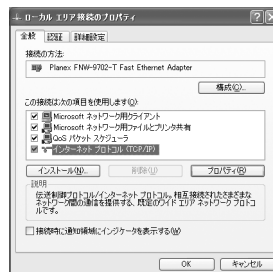 ローカル エリア接続のプロパティ
全般 認証 詳細設定
接続の方法:
Planex FNW-9702-T Fast Ethernet Adapter
構成(C)...
この接続は次の項目を使用します(O):
Microsoft ネットワーク用クライアント
Microsoft ネットワーク用ファイルとプリンタ共有
QoS パケット スケジューラ
インターネット プロトコル (TCP/IP)
インストール(N)... 削除(U) プロパティ(R)
説明
伝送制御プロトコル/インターネット プロトコル。相互接続されたさまざまな
ネットワーク間の通信を提供する、既定のワイド エリア ネットワーク プロトコ
ルです。
接続時に通知領域にインジケータを表示する(W)
OK キャンセル